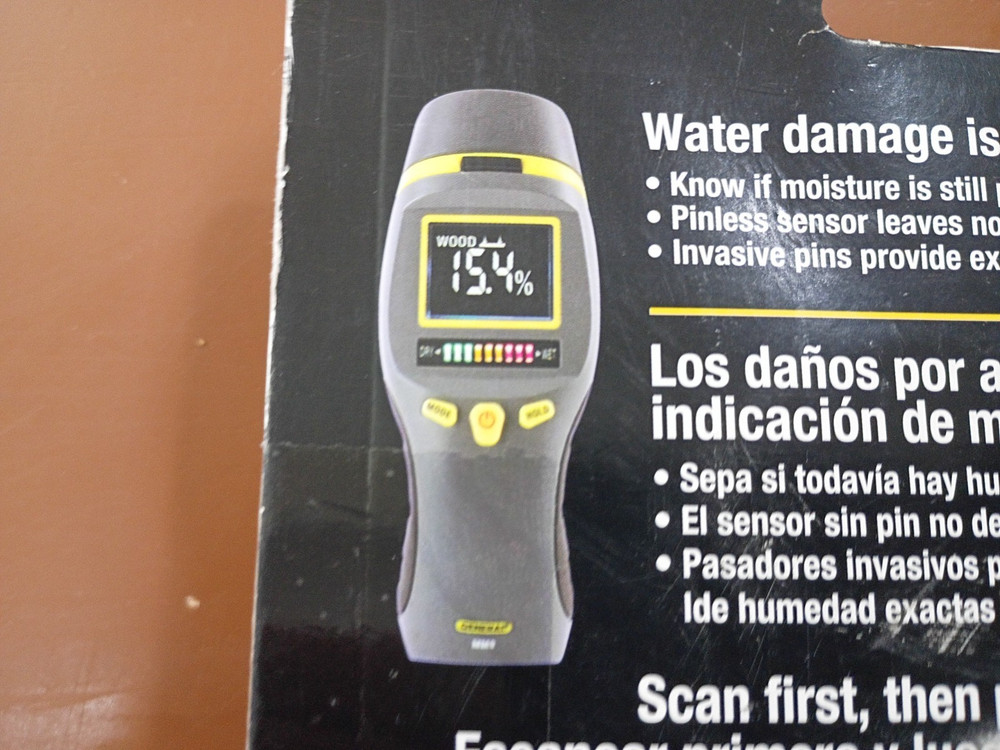 WOOD
15.4%
DRY WET
MODE HOLD
GENERAL
MM9
Water damage is
• Know if moisture is still
• Pinless sensor leaves no
• Invasive pins provide ex
Los daños por a
indicación de m
• Sepa si todavía hay hu
• El sensor sin pin no de
• Pasadores invasivos p
Ide humedad exactas
Scan first, then